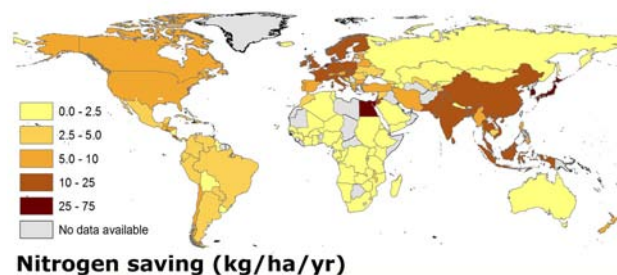 0.0 - 2.5
2.5 - 5.0
5.0 - 10
10 - 25
25 - 75
No data available
Nitrogen saving (kg/ha/yr)